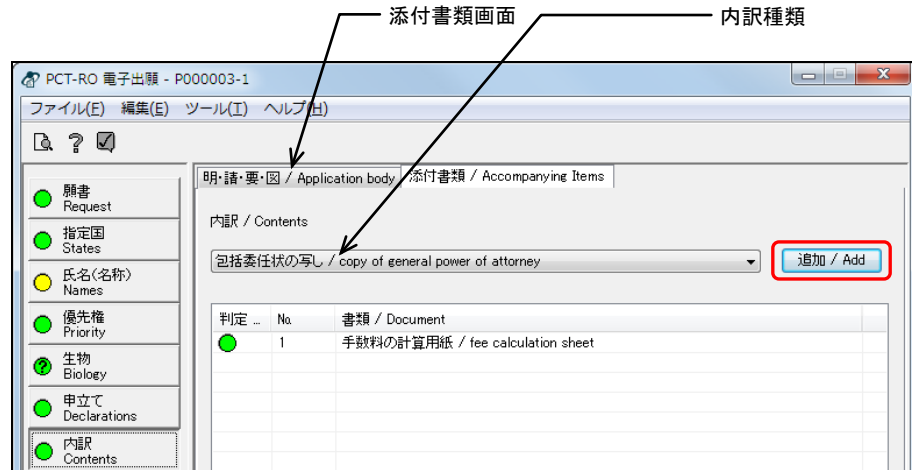 添付書類画面
内訳種類
PCT-RO 電子出願 - P000003-1
ファイル(F) 編集(E) ツール(T) ヘルプ(H)
明・請・要・図 / Application body
添付書類 / Accompanying Items
願書
Request
指定国
States
氏名(名称)
Names
優先権
Priority
生物
Biology
申立て
Declarations
内訳
Contents
内訳 / Contents
包括委任状の写し / copy of general power of attorney
追加 / Add
判定 ... No. 書類 / Document
1 手数料の計算用紙 / fee calculation sheet